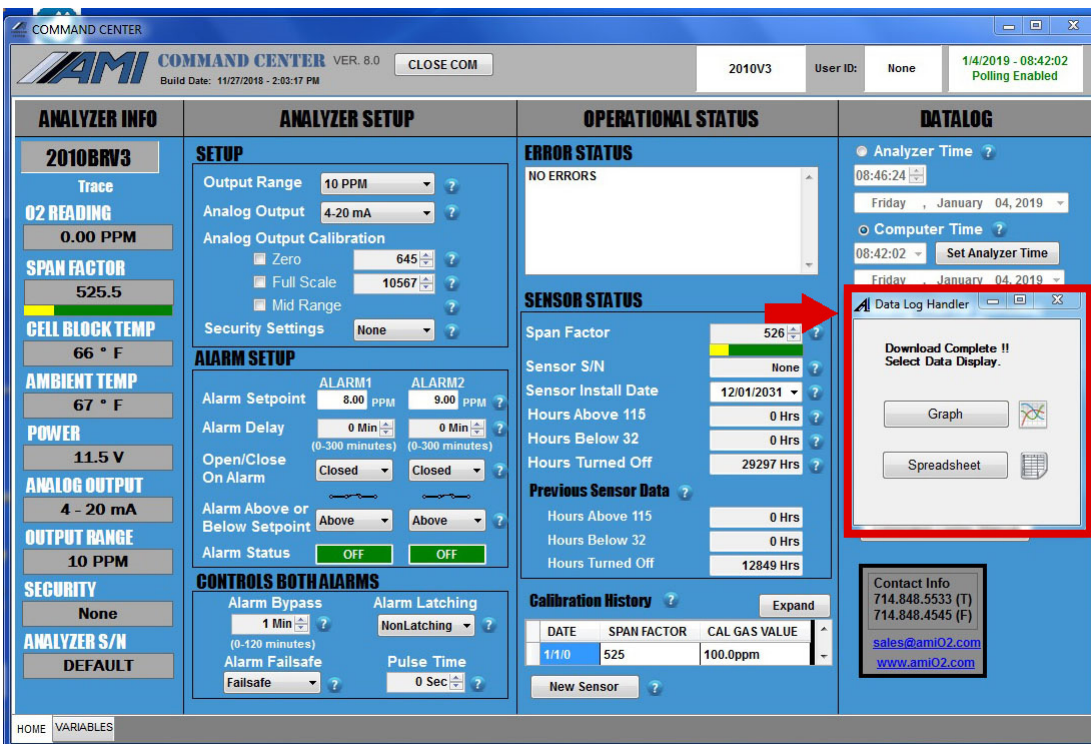 COMMAND CENTER
AMI
COMMAND CENTER VER. 8.0
Build Date: 11/27/2018 - 2:03:17 PM
CLOSE COM
2010V3
User ID:
None
1/4/2019 - 08:42:02
Polling Enabled
ANALYZER INFO
2010BRV3
Trace
O2 READING
0.00 PPM
SPAN FACTOR
525.5
CELL BLOCK TEMP
66 ° F
AMBIENT TEMP
67 ° F
POWER
11.5 V
ANALOG OUTPUT
4 - 20 mA
OUTPUT RANGE
10 PPM
SECURITY
None
ANALYZER S/N
DEFAULT
ANALYZER SETUP
SETUP
Output Range 10 PPM ?
Analog Output 4-20 mA ?
Analog Output Calibration
Zero 645 ?
Full Scale 10567 ?
Mid Range ?
Security Settings None ?
ALARM SETUP
ALARM1 ALARM2
Alarm Setpoint 8.00 PPM 9.00 PPM ?
Alarm Delay 0 Min 0 Min ?
(0-300 minutes) (0-300 minutes)
Open/Close
On Alarm
Closed Closed ?
Alarm Above or
Below Setpoint
Above Above ?
Alarm Status OFF OFF
CONTROLS BOTH ALARMS
Alarm Bypass Alarm Latching
1 Min ? NonLatching ?
(0-120 minutes)
Alarm Failsafe Pulse Time
Failsafe ? 0 Sec ?
OPERATIONAL STATUS
ERROR STATUS
NO ERRORS
SENSOR STATUS
Span Factor 526 ?
Sensor S/N None ?
Sensor Install Date 12/01/2031 ?
Hours Above 115 0 Hrs ?
Hours Below 32 0 Hrs ?
Hours Turned Off 29297 Hrs ?
Previous Sensor Data ?
Hours Above 115 0 Hrs
Hours Below 32 0 Hrs
Hours Turned Off 12849 Hrs
Calibration History ? Expand
DATE SPAN FACTOR CAL GAS VALUE
1/1/0 525 100.0ppm
New Sensor ?
DATALOG
Analyzer Time ?
08:46:24
Friday , January 04, 2019
Computer Time ?
08:42:02 Set Analyzer Time
Friday , January 04, 2019
Data Log Handler
Download Complete !!
Select Data Display.
Graph
Spreadsheet
Contact Info
714.848.5533 (T)
714.848.4545 (F)
sales@amiO2.com
www.amiO2.com
HOME VARIABLES